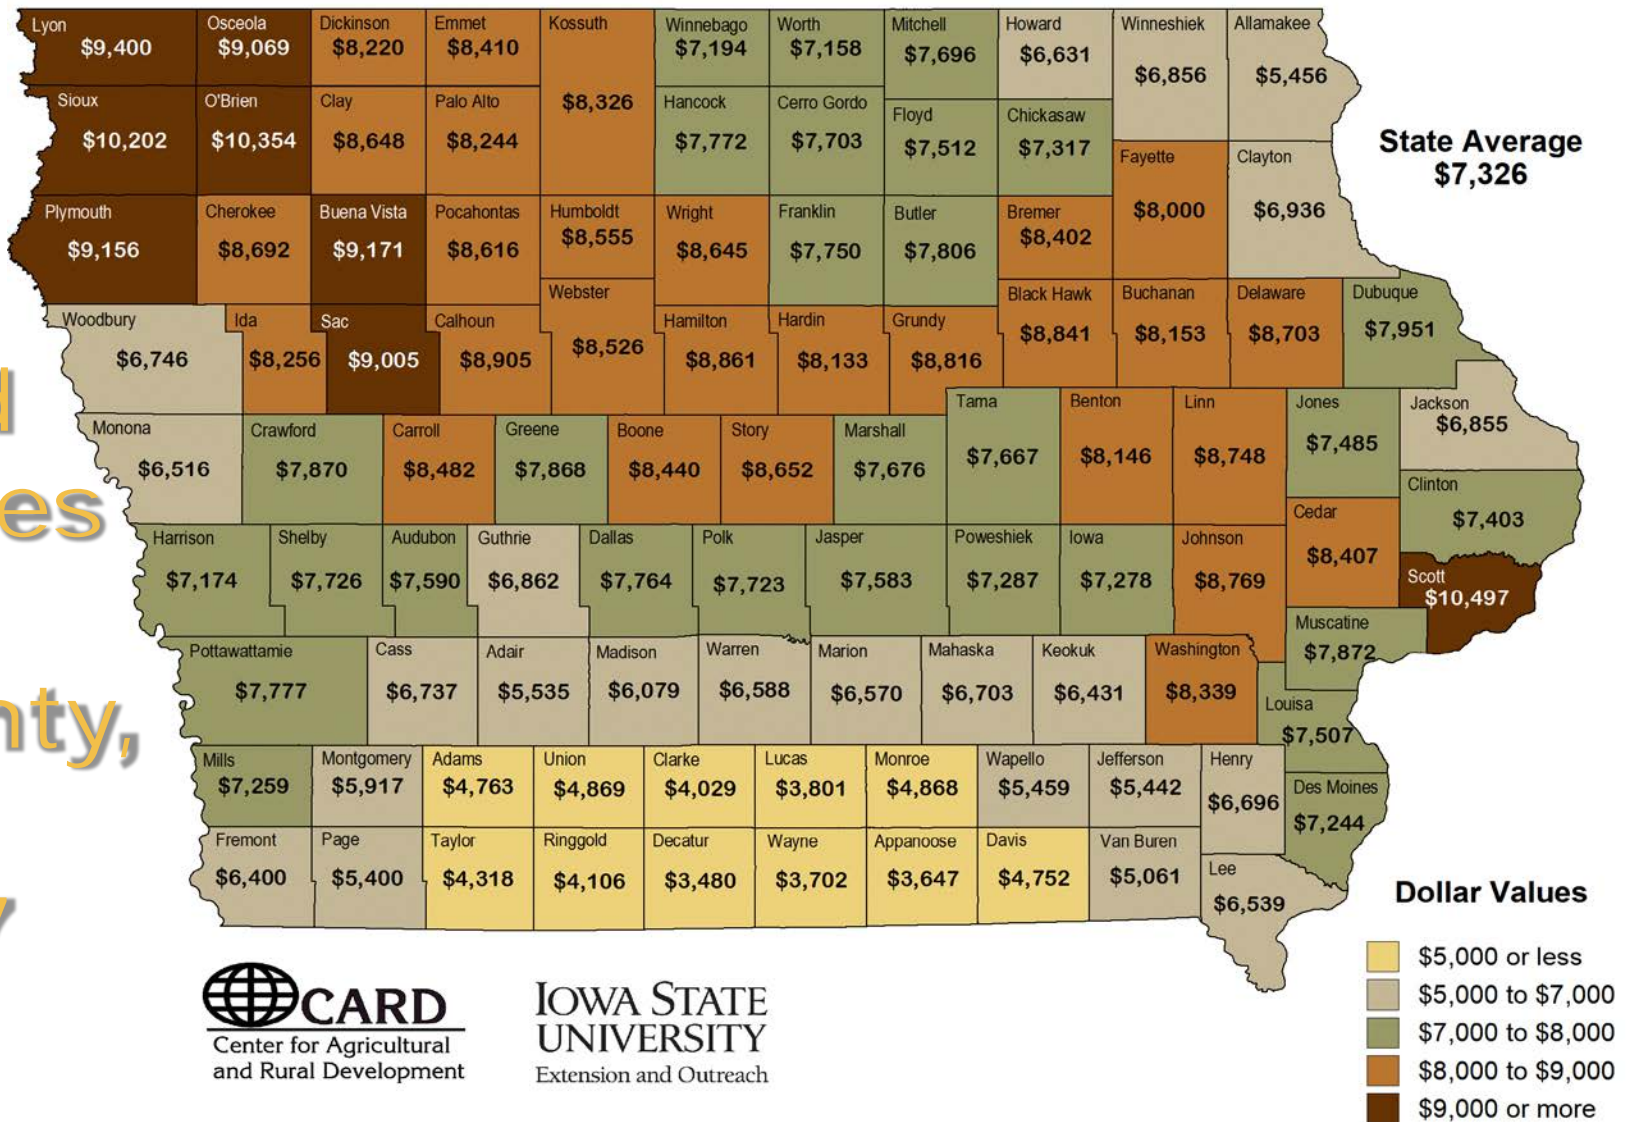 Lyon
$9,400
Osceola
$9,069
Dickinson
$8,220
Emmet
$8,410
Kossuth
$8,326
Winnebago
$7,194
Worth
$7,158
Mitchell
$7,696
Howard
$6,631
Winneshiek
$6,856
Allamakee
$5,456
Sioux
$10,202
O'Brien
$10,354
Clay
$8,648
Palo Alto
$8,244
Hancock
$7,772
Cerro Gordo
$7,703
Floyd
$7,512
Chickasaw
$7,317
State Average
$7,326
Plymouth
$9,156
Cherokee
$8,692
Buena Vista
$9,171
Pocahontas
$8,616
Humboldt
$8,555
Wright
$8,645
Franklin
$7,750
Butler
$7,806
Bremer
$8,402
Fayette
$8,000
Clayton
$6,936
Woodbury
$6,746
Ida
$8,256
Sac
$9,005
Calhoun
$8,905
Webster
$8,526
Hamilton
$8,861
Hardin
$8,133
Grundy
$8,816
Black Hawk
$8,841
Buchanan
$8,153
Delaware
$8,703
Dubuque
$7,951
d
es
Monona
$6,516
Crawford
$7,870
Carroll
$8,482
Greene
$7,868
Boone
$8,440
Story
$8,652
Marshall
$7,676
Tama
$7,667
Benton
$8,146
Linn
$8,748
Jones
$7,485
Jackson
$6,855
Clinton
$7,403
Harrison
$7,174
Shelby
$7,726
Audubon
$7,590
Guthrie
$6,862
Dallas
$7,764
Polk
$7,723
Jasper
$7,583
Poweshiek
$7,287
Iowa
$7,278
Johnson
$8,769
Cedar
$8,407
Scott
$10,497
Muscatine
$7,872
nty,
Pottawattamie
$7,777
Cass
$6,737
Adair
$5,535
Madison
$6,079
Warren
$6,588
Marion
$6,570
Mahaska
$6,703
Keokuk
$6,431
Washington
$8,339
Louisa
$7,507
Mills
$7,259
Montgomery
$5,917
Adams
$4,763
Union
$4,869
Clarke
$4,029
Lucas
$3,801
Monroe
$4,868
Wapello
$5,459
Jefferson
$5,442
Henry
$6,696
Des Moines
$7,244
Fremont
$6,400
Page
$5,400
Taylor
$4,318
Ringgold
$4,106
Decatur
$3,480
Wayne
$3,702
Appanoose
$3,647
Davis
$4,752
Van Buren
$5,061
Lee
$6,539
Dollar Values
$5,000 or less
$5,000 to $7,000
$7,000 to $8,000
$8,000 to $9,000
$9,000 or more
CARD
Center for Agricultural
and Rural Development
IOWA STATE
UNIVERSITY
Extension and Outreach